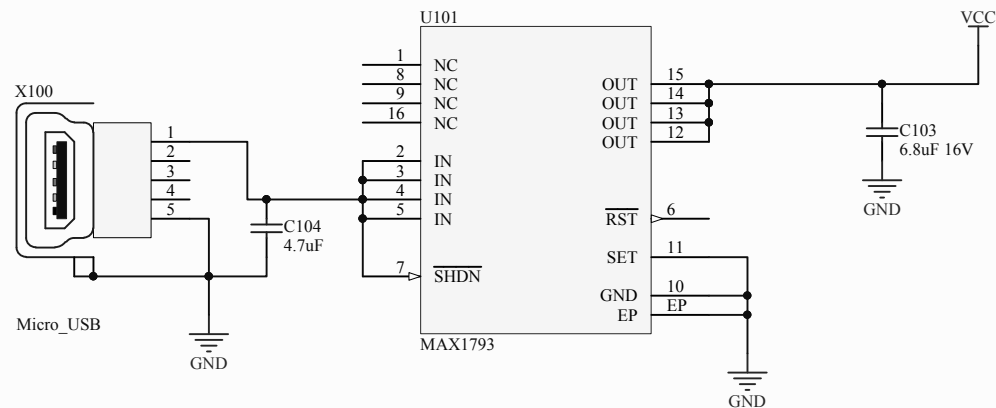 U101
VCC
1 NC
8 NC
9 NC
16 NC
OUT 15
OUT 14
OUT 13
OUT 12
X100
1
2
3
4
5
2 IN
3 IN
4 IN
5 IN
C103
6.8uF 16V
GND
C104
4.7uF
RST 6
7 SHDN
SET 11
GND 10
EP EP
Micro_USB
GND
MAX1793
GND